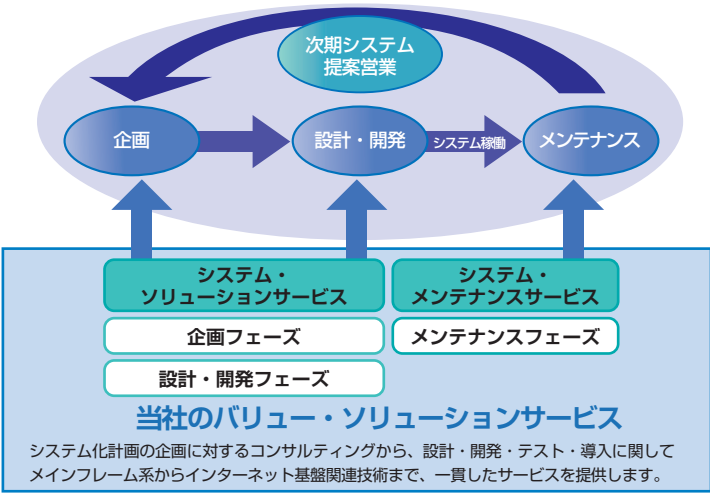 次期システム
提案営業
企画
設計・開発
システム稼働
メンテナンス
システム・
ソリューションサービス
システム・
メンテナンスサービス
企画フェーズ
メンテナンスフェーズ
設計・開発フェーズ
当社のバリュー・ソリューションサービス
システム化計画の企画に対するコンサルティングから、設計・開発・テスト・導入に関して
メインフレーム系からインターネット基盤関連技術まで、一貫したサービスを提供します。